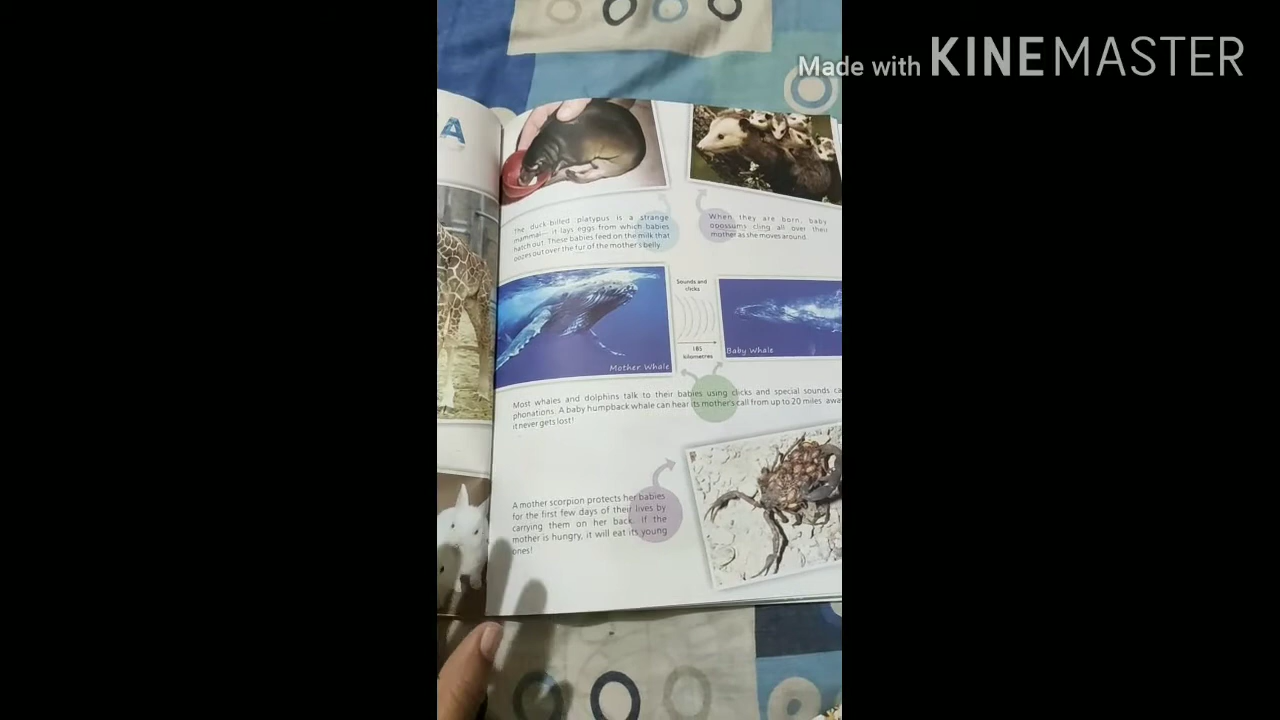 Made with KINEMASTER
A
The duck-billed platypus is a strange
mammal— it lays eggs from which babies
hatch out. These babies feed on the milk that
oozes out over the fur of the mother's belly.
When they are born, baby
opossums cling all over their
mother as she moves around.
Sounds and
clicks
185
kilometres
Mother Whale
Baby Whale
Most whales and dolphins talk to their babies using clicks and special sounds
phonations. A baby humpback whale can hear its mother's call from up to 20 miles
it never gets lost!
A mother scorpion protects her babies
for the first few days of their lives by
carrying them on her back. If the
mother is hungry, it will eat its young
ones!